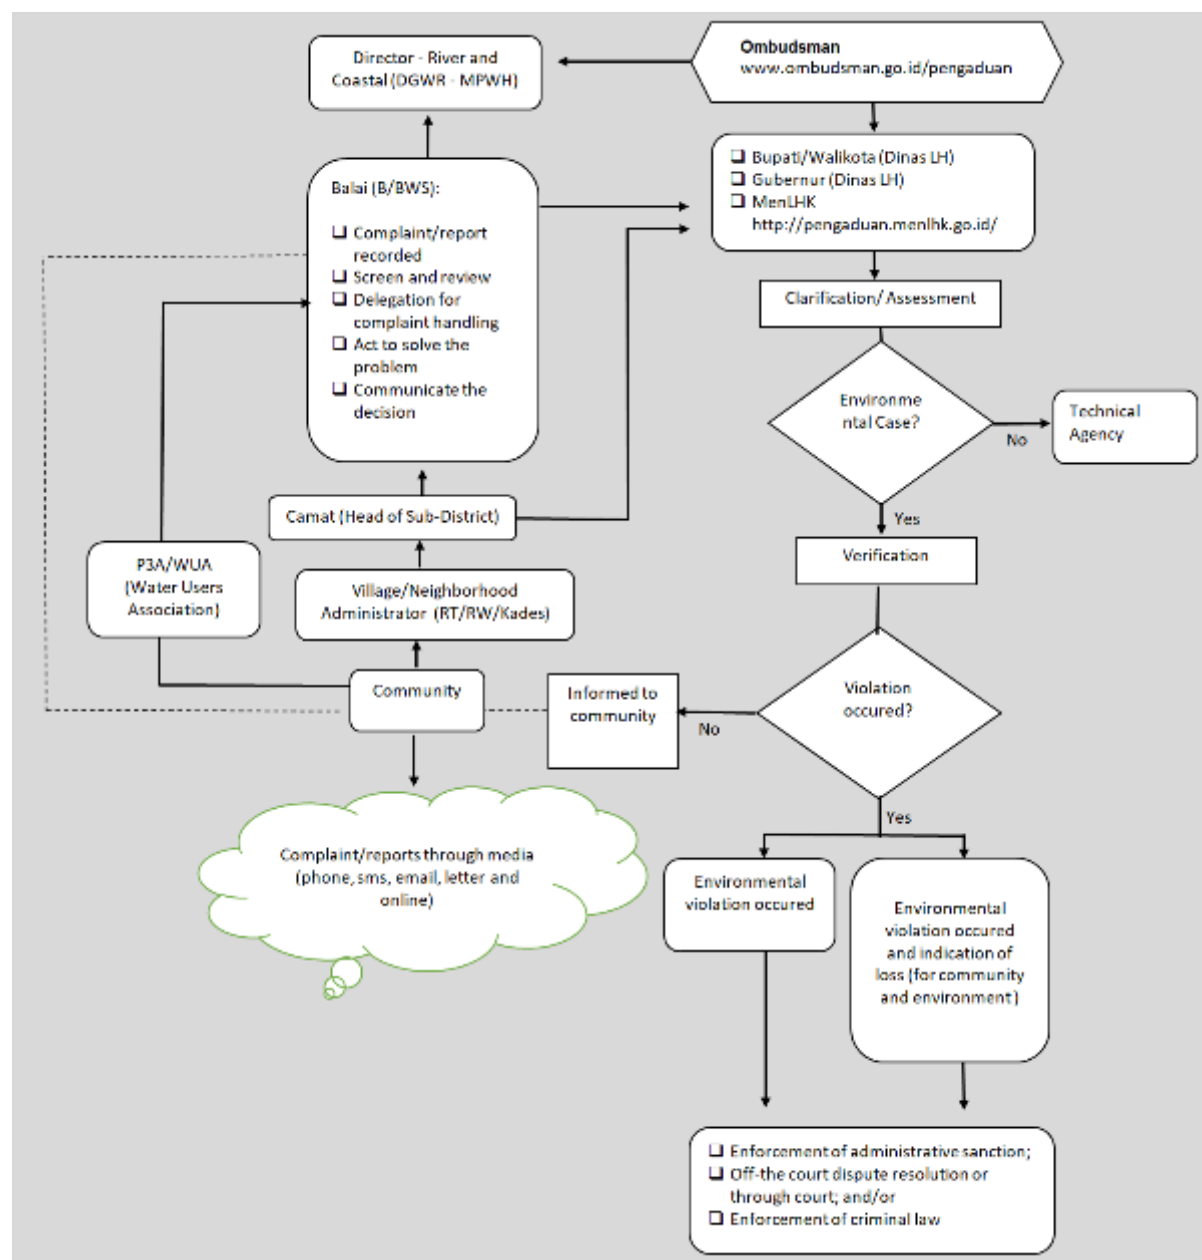 Director - River and
Coastal (DGWR - MPWH)
Ombudsman
www.ombudsman.go.id/pengaduan
❑ Bupati/Walikota (Dinas LH)
❑ Gubernur (Dinas LH)
❑ MenLHK
http://pengaduan.menlhk.go.id/
Balai (B/BWS):
❑ Complaint/report
recorded
❑ Screen and review
❑ Delegation for
complaint handling
❑ Act to solve the
problem
❑ Communicate the
decision
Clarification/ Assessment
Environme
ntal Case?
No
Technical
Agency
Yes
Camat (Head of Sub-District)
Verification
P3A/WUA
(Water Users
Association)
Village/Neighborhood
Administrator (RT/RW/Kades)
Community
Informed to
community
No
Violation
occured?
Yes
Complaint/reports through media
(phone, sms, email, letter and
online)
Environmental
violation occured
Environmental
violation occured
and indication of
loss (for community
and environment)
❑ Enforcement of administrative sanction;
❑ Off-the court dispute resolution or
through court; and/or
❑ Enforcement of criminal law